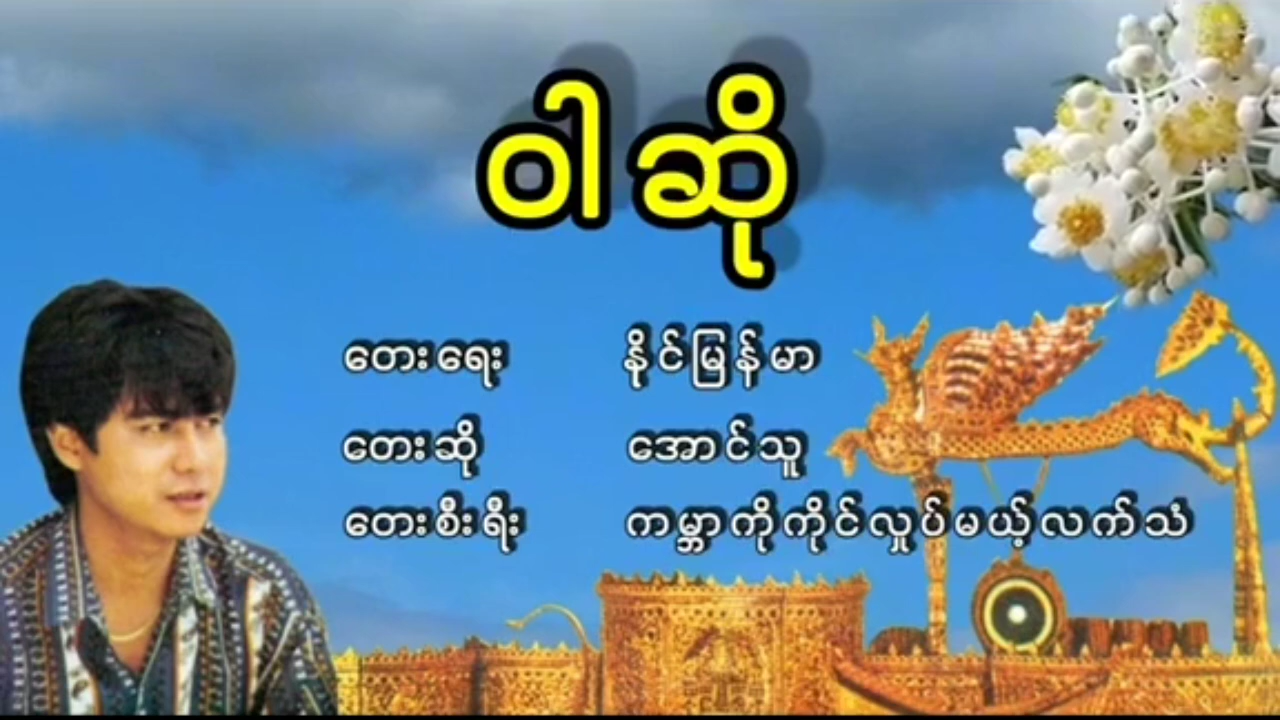 ဝါဆို
တေးရေး နိုင်မြန်မာ
တေးဆို အောင်သူ
တေးစီးရီး ကမ္ဘာကိုကိုင်လှုပ်မယ့်လက်သံ